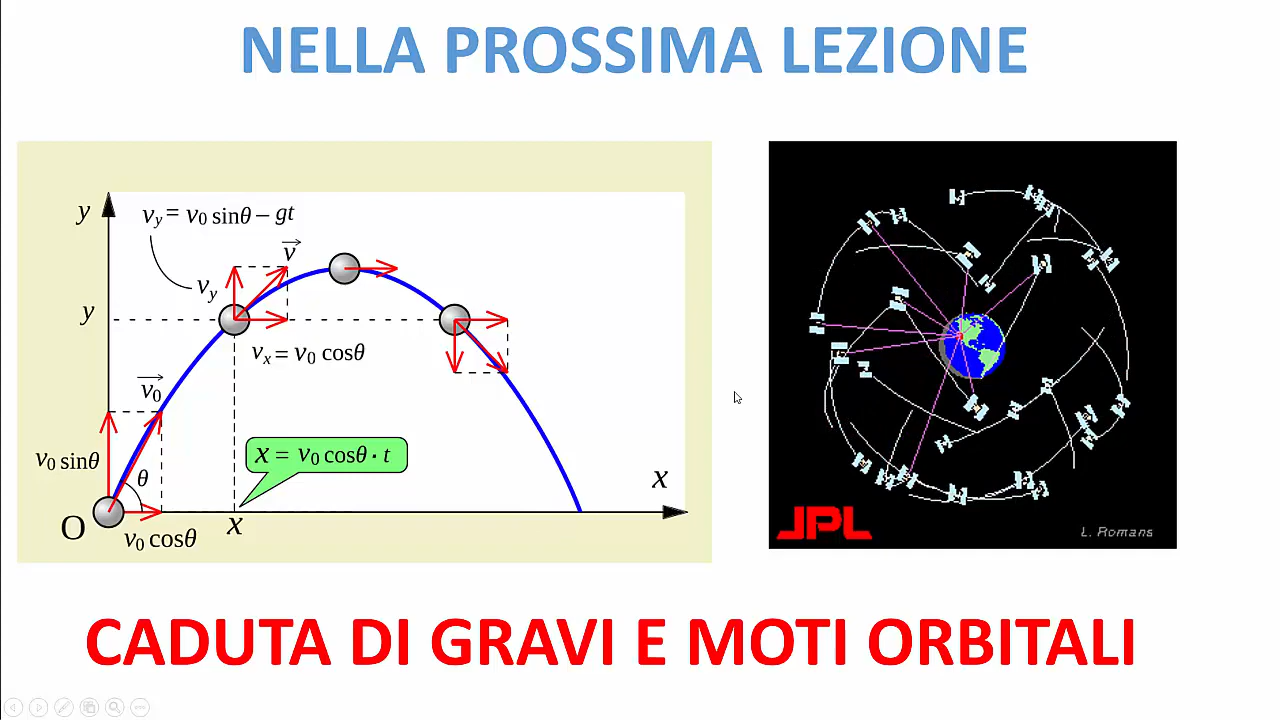 NELLA PROSSIMA LEZIONE
y
vy = v0 sinθ − gt
v
vy
y
vx = v0 cosθ
v0
x = v0 cosθ · t
v0 sinθ
θ
x
O
x
v0 cosθ
JPL
L. Romans
CADUTA DI GRAVI E MOTI ORBITALI